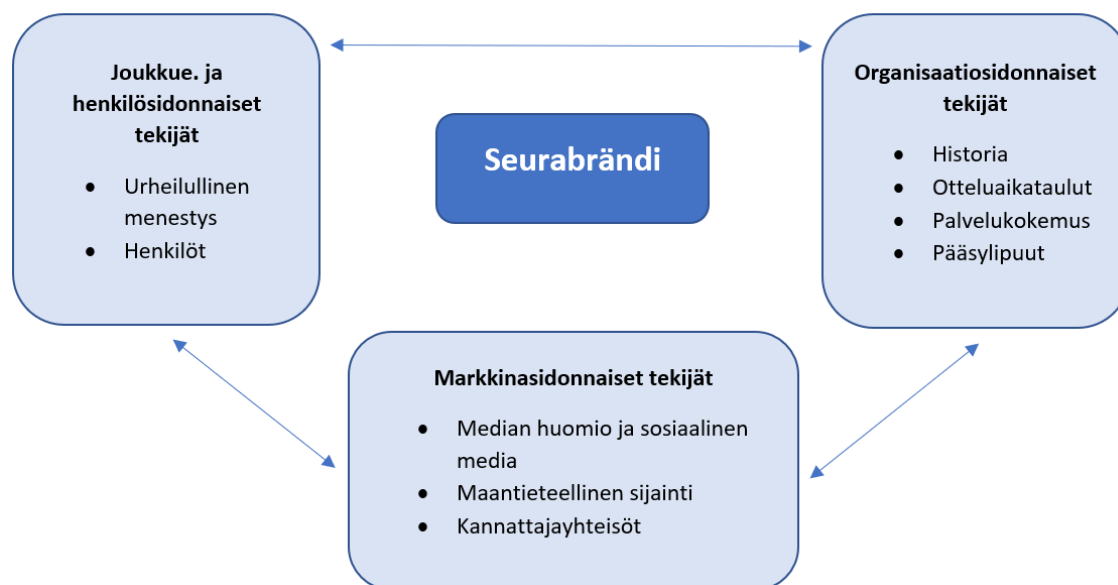 Joukkue. ja
henkilösidonnaiset
tekijät
• Urheilullinen
menestys
• Henkilöt
Seurabrändi
Organisaatiosidonnaiset
tekijät
• Historia
• Otteluaikataulut
• Palvelukokemus
• Pääsylipuut
Markkinasidonnaiset tekijät
• Median huomio ja sosiaalinen
media
• Maantieteellinen sijainti
• Kannattajayhteisöt